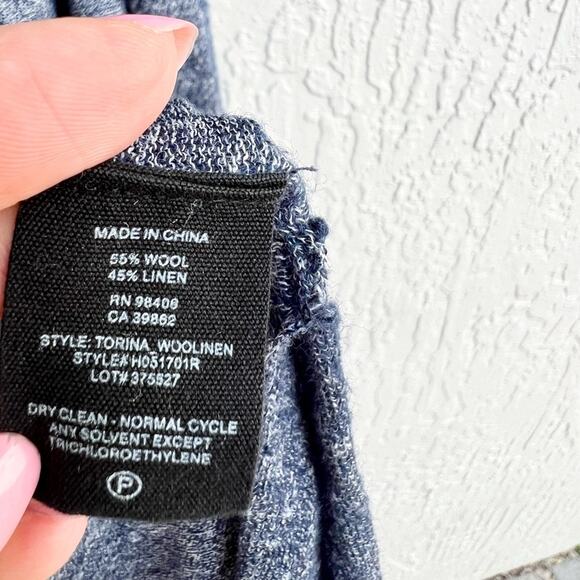 MADE IN CHINA
55% WOOL
45% LINEN
RN 98406
CA 39862
STYLE: TORINA_WOOLINEN
STYLE# H051701R
LOT# 375527
DRY CLEAN - NORMAL CYCLE
ANY SOLVENT EXCEPT
TRICHLOROETHYLENE
P